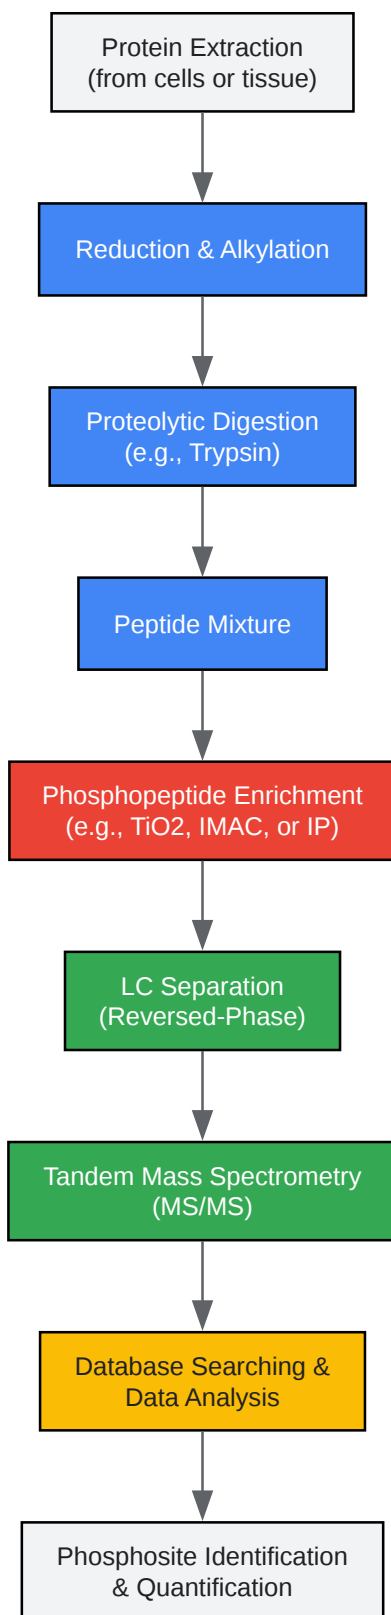 Protein Extraction
(from cells or tissue)
Reduction & Alkylation
Proteolytic Digestion
(e.g., Trypsin)
Peptide Mixture
Phosphopeptide Enrichment
(e.g., TiO2, IMAC, or IP)
LC Separation
(Reversed-Phase)
Tandem Mass Spectrometry
(MS/MS)
Database Searching &
Data Analysis
Phosphosite Identification
& Quantification